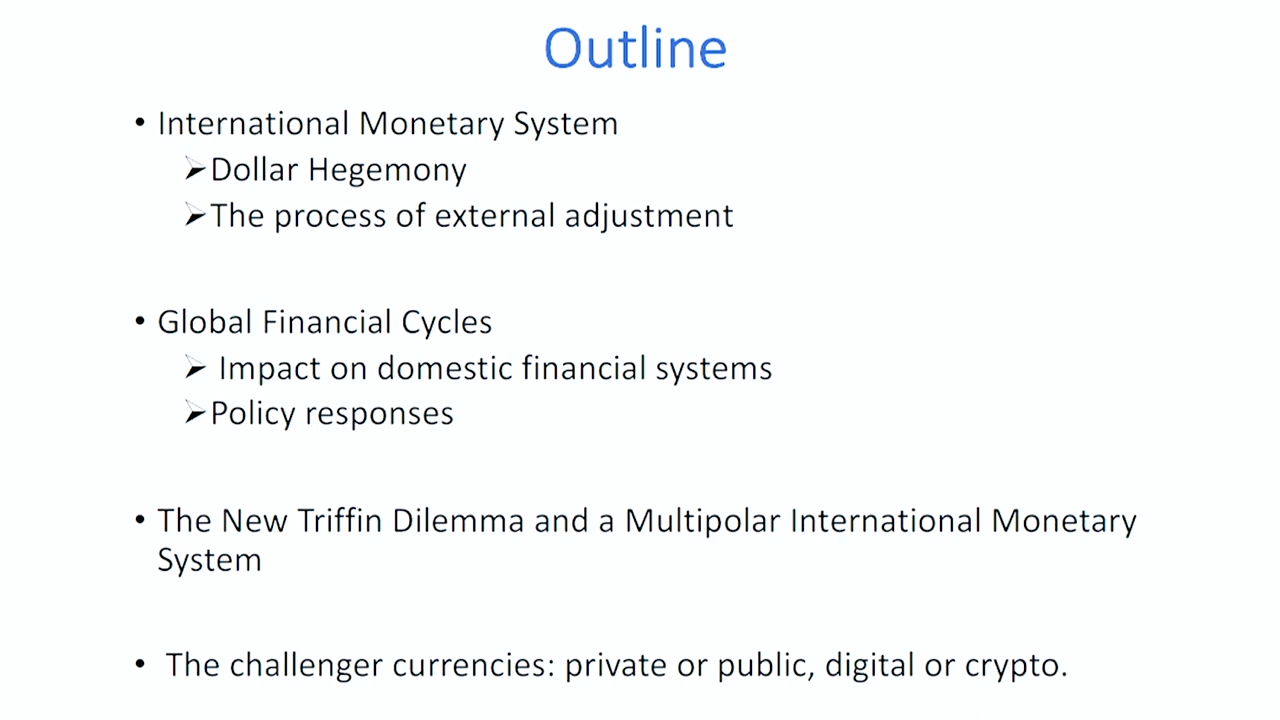 Outline
• International Monetary System
➢Dollar Hegemony
➢The process of external adjustment
• Global Financial Cycles
➢ Impact on domestic financial systems
➢Policy responses
• The New Triffin Dilemma and a Multipolar International Monetary
System
• The challenger currencies: private or public, digital or crypto.